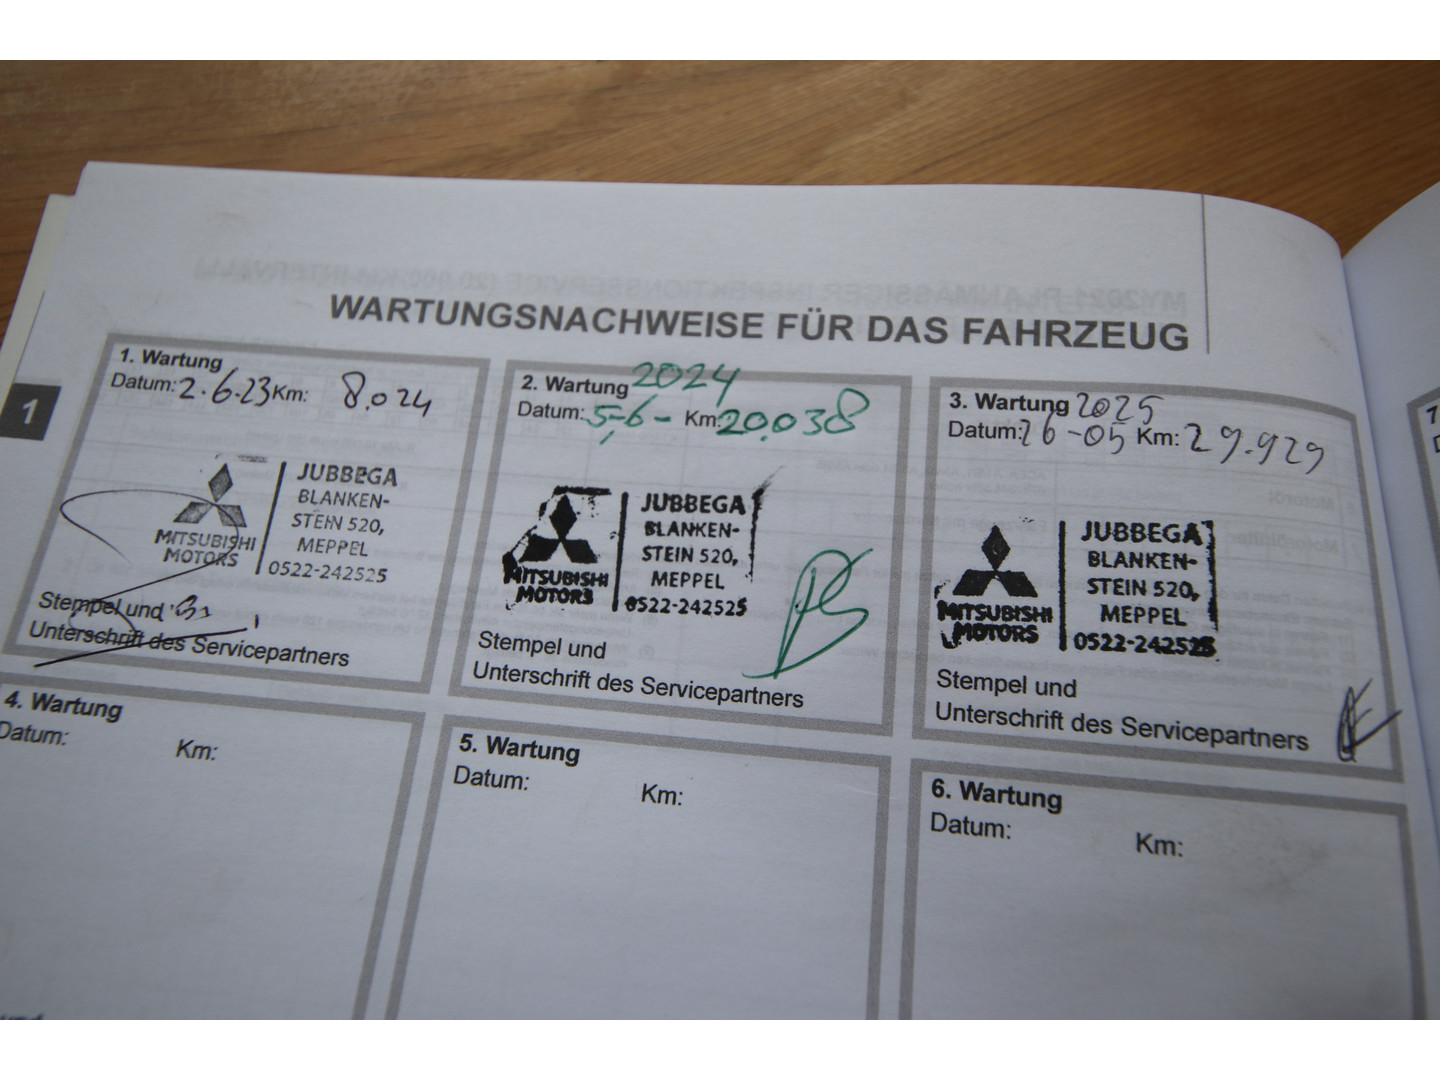 WARTUNGSNACHWEISE FÜR DAS FAHRZEUG
1
1. Wartung
Datum: 2.6.23 Km: 8.024
MITSUBISHI
MOTORS
JUBBEGA
BLANKEN-
STEIN 520,
MEPPEL
0522-242525
Stempel und
Unterschrift des Servicepartners
2. Wartung 2024
Datum: 5-6- Km: 20.038
MITSUBISHI
MOTORS
JUBBEGA
BLANKEN-
STEIN 520,
MEPPEL
0522-242525
Stempel und
Unterschrift des Servicepartners
3. Wartung 2025
Datum: 26-05 Km: 29.929
MITSUBISHI
MOTORS
JUBBEGA
BLANKEN-
STEIN 520,
MEPPEL
0522-242525
Stempel und
Unterschrift des Servicepartners
4. Wartung
Datum: Km:
5. Wartung
Datum: Km:
6. Wartung
Datum: Km: